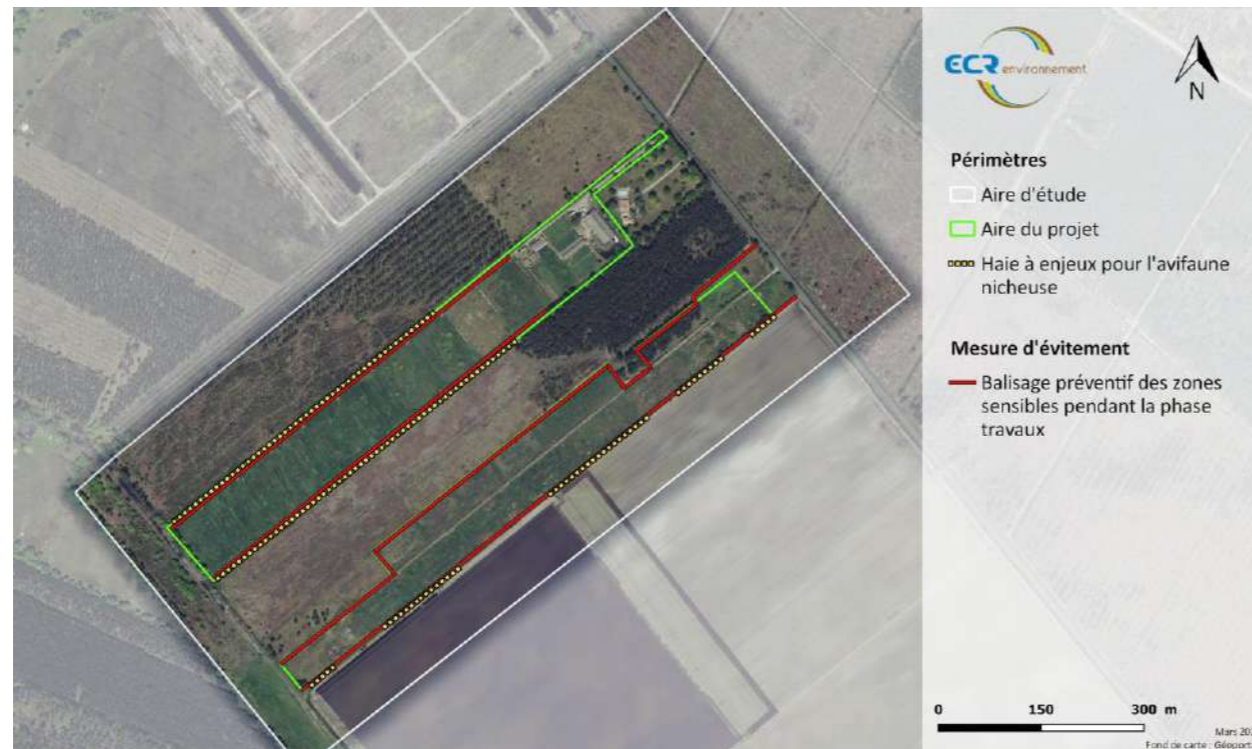 ECR environnement
N
Périmètres
Aire d'étude
Aire du projet
Haie à enjeux pour l'avifaune
nicheuse
Mesure d'évitement
Balisage préventif des zones
sensibles pendant la phase
travaux
0 150 300 m
Mars
Fond de carte :